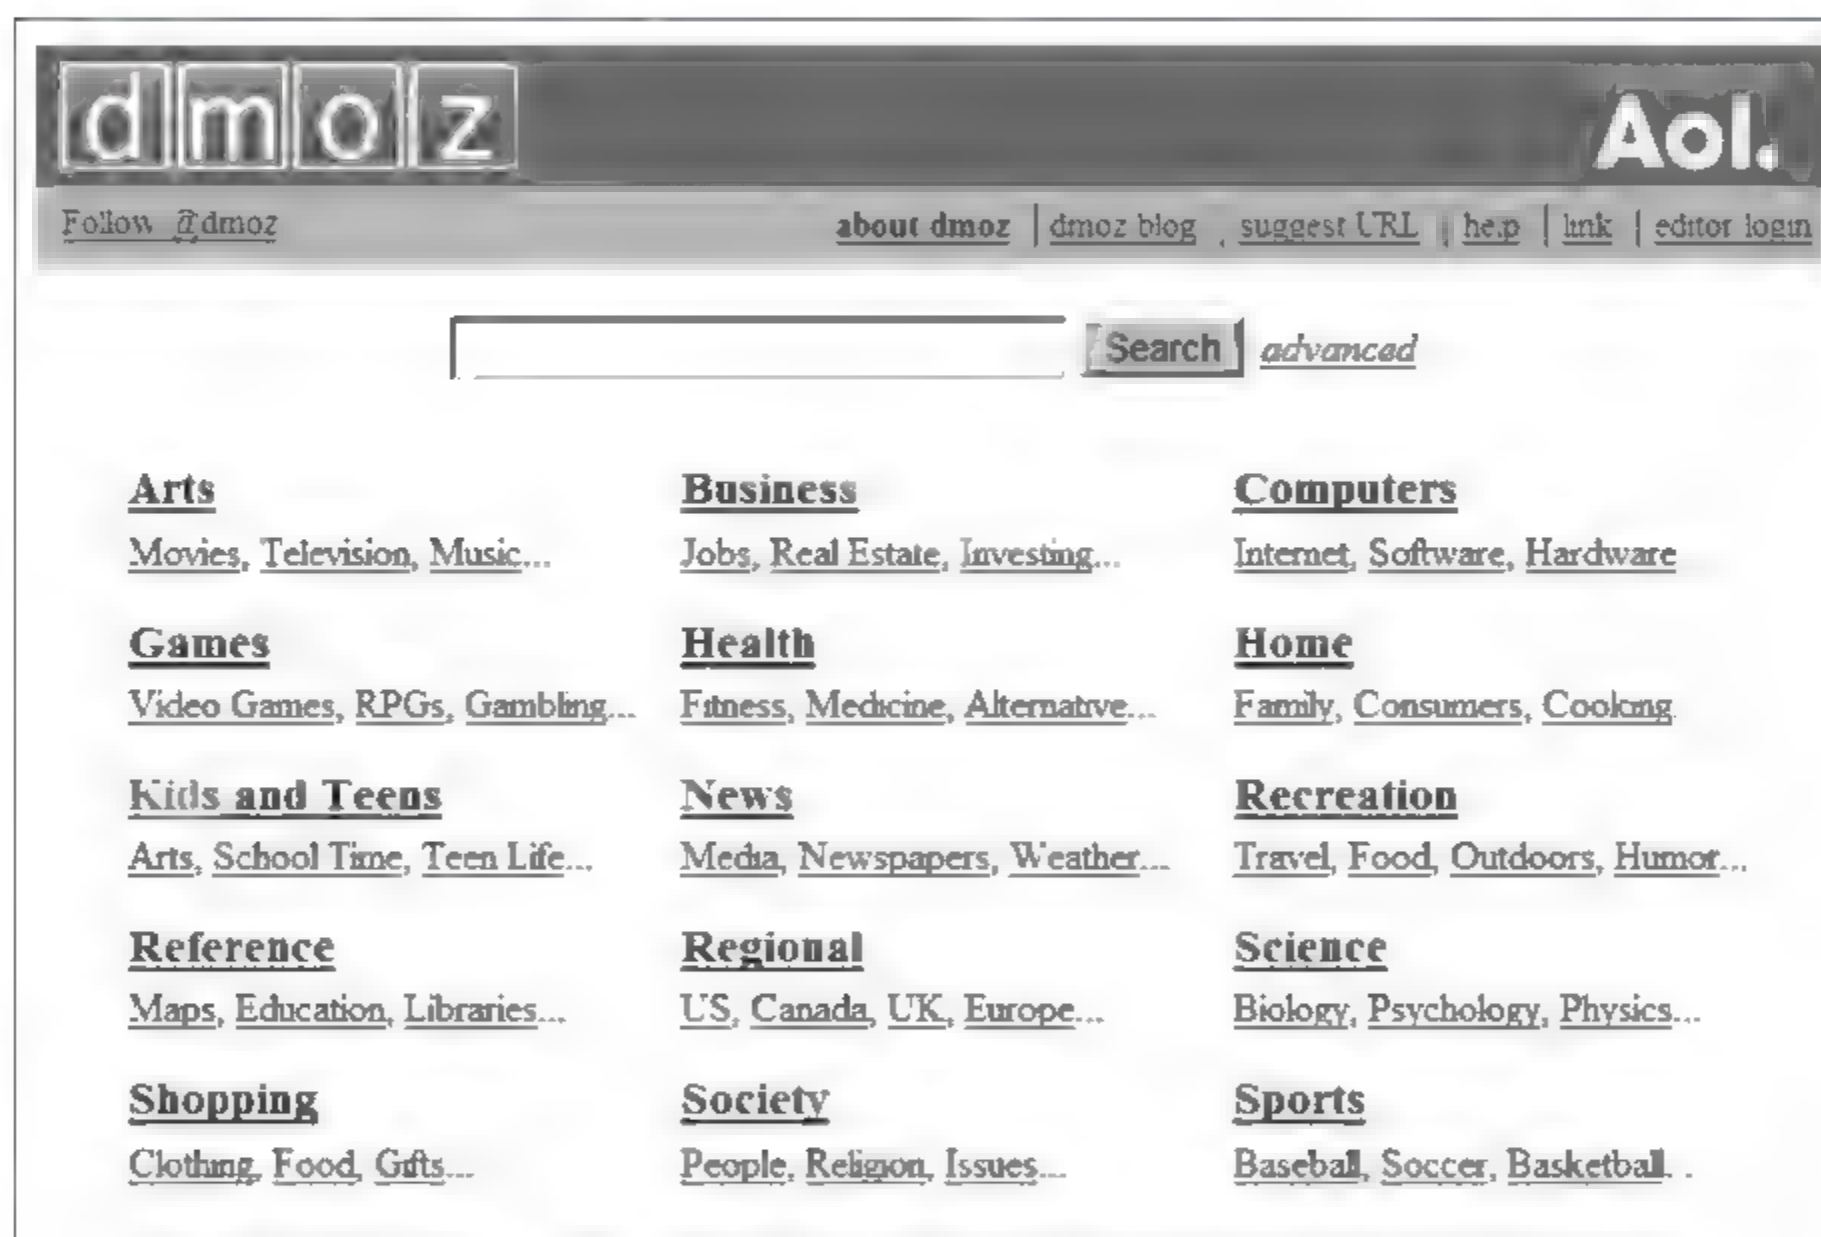 dmoz Aol.
Follow @dmoz about dmoz | dmoz blog | suggest URL | help | link | editor login
Search advanced
Arts Business Computers
Movies, Television, Music... Jobs, Real Estate, Investing... Internet, Software, Hardware
Games Health Home
Video Games, RPGs, Gambling... Fitness, Medicine, Alternative... Family, Consumers, Cooking
Kids and Teens News Recreation
Arts, School Time, Teen Life... Media, Newspapers, Weather... Travel, Food, Outdoors, Humor...
Reference Regional Science
Maps, Education, Libraries... US, Canada, UK, Europe... Biology, Psychology, Physics...
Shopping Society Sports
Clothing, Food, Gifts... People, Religion, Issues... Baseball, Soccer, Basketball...